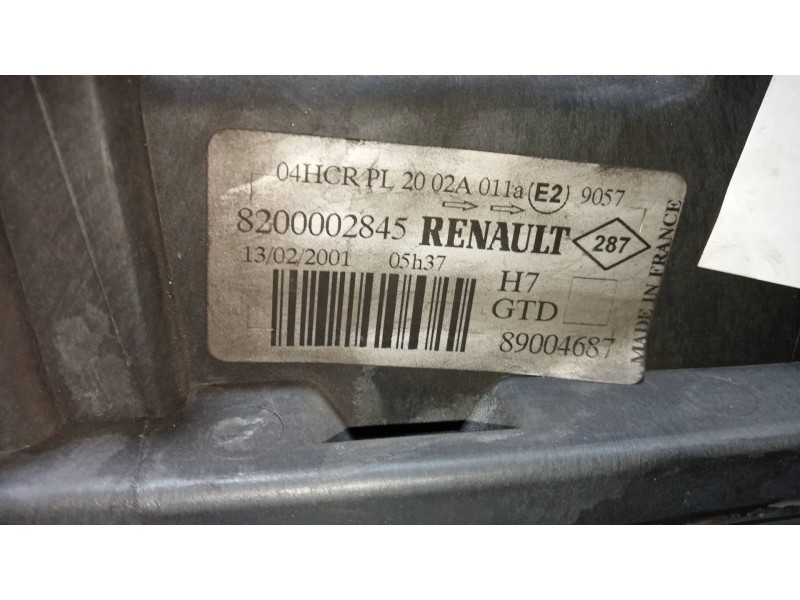 04HCR PL 20 02A 011a E2 9057
8200002845 RENAULT 287
13/02/2001 05h37
H7
GTD
89004687
MADE IN FRANCE